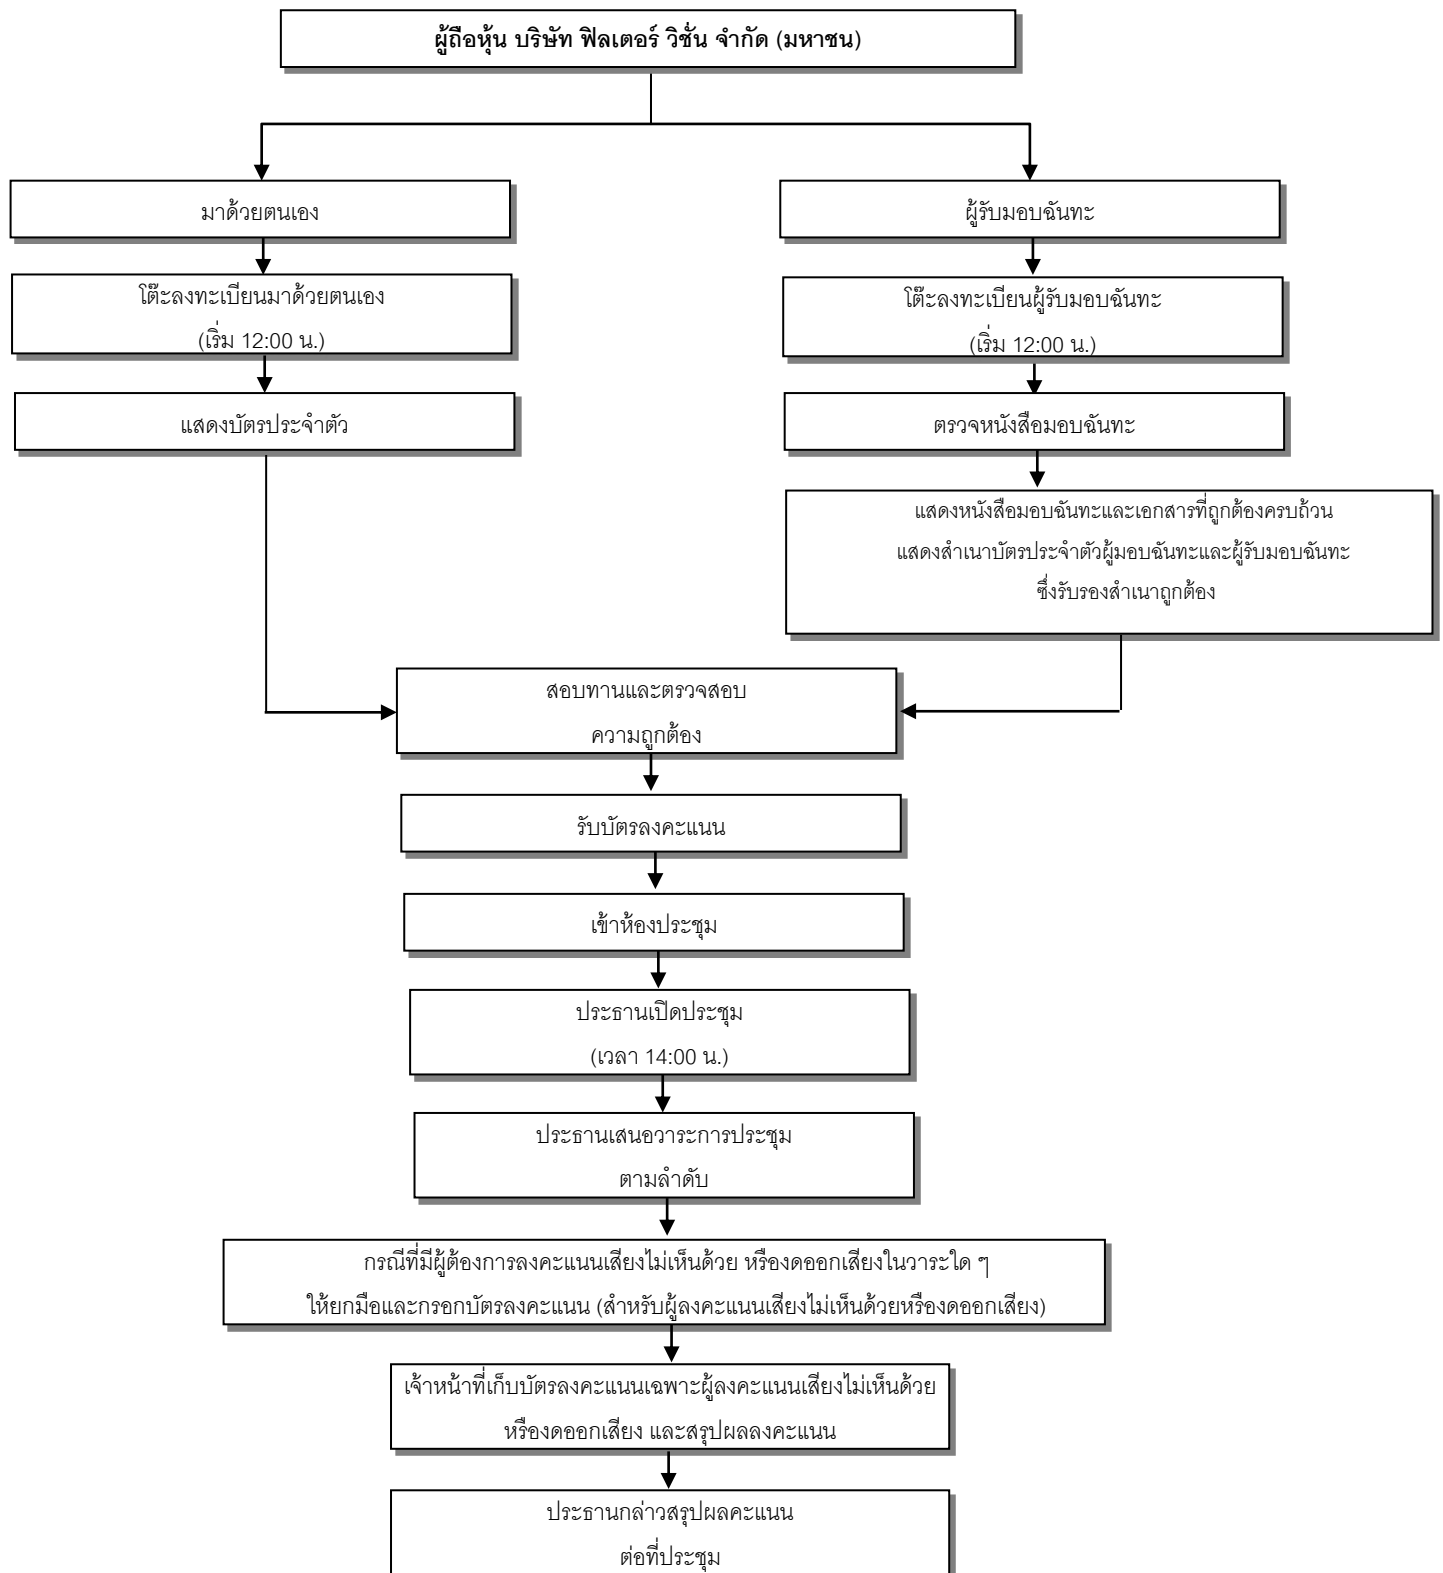 ผู้ถือหุ้น บริษัท ฟิลเตอร์ วิชั่น จำกัด (มหาชน)
มาด้วยตนเอง
ผู้รับมอบฉันทะ
โต๊ะลงทะเบียนมาด้วยตนเอง
(เริ่ม 12:00 น.)
โต๊ะลงทะเบียนผู้รับมอบฉันทะ
(เริ่ม 12:00 น.)
แสดงบัตรประจำตัว
ตรวจหนังสือมอบฉันทะ
แสดงหนังสือมอบฉันทะและเอกสารที่ถูกต้องครบถ้วน
แสดงสำเนาบัตรประจำตัวผู้มอบฉันทะและผู้รับมอบฉันทะ
ซึ่งรับรองสำเนาถูกต้อง
สอบทานและตรวจสอบ
ความถูกต้อง
รับบัตรลงคะแนน
เข้าห้องประชุม
ประธานเปิดประชุม
(เวลา 14:00 น.)
ประธานเสนอวาระการประชุม
ตามลำดับ
กรณีที่มีผู้ต้องการลงคะแนนเสียงไม่เห็นด้วย หรืองดออกเสียงในวาระใด ๆ
ให้ยกมือและกรอกบัตรลงคะแนน (สำหรับผู้ลงคะแนนเสียงไม่เห็นด้วยหรืองดออกเสียง)
เจ้าหน้าที่เก็บบัตรลงคะแนนเฉพาะผู้ลงคะแนนเสียงไม่เห็นด้วย
หรืองดออกเสียง และสรุปผลลงคะแนน
ประธานกล่าวสรุปผลคะแนน
ต่อที่ประชุม